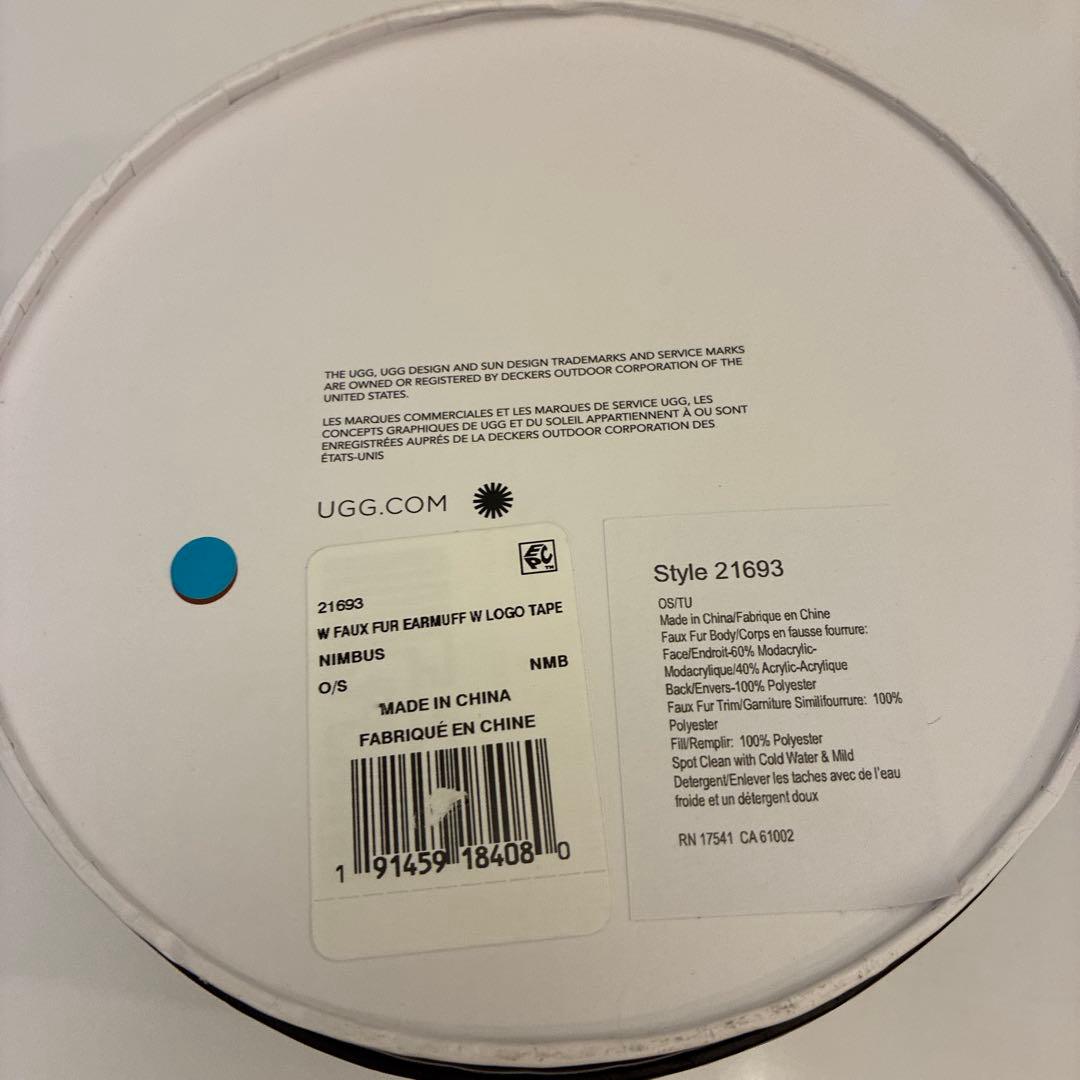 THE UGG, UGG DESIGN AND SUN DESIGN TRADEMARKS AND SERVICE MARKS
ARE OWNED OR REGISTERED BY DECKERS OUTDOOR CORPORATION OF THE
UNITED STATES.
LES MARQUES COMMERCIALES ET LES MARQUES DE SERVICE UGG, LES
CONCEPTS GRAPHIQUES DE UGG ET DU SOLEIL APPARTIENNENT À OU SONT
ENREGISTRÉES AUPRÉS DE LA DECKERS OUTDOOR CORPORATION DES
ÉTATS-UNIS
UGG.COM
EPC TM
21693
W FAUX FUR EARMUFF W LOGO TAPE
NIMBUS
NMB
O/S
MADE IN CHINA
FABRIQUÉ EN CHINE
1 91459 18408 0
Style 21693
OS/TU
Made in China/Fabrique en Chine
Faux Fur Body/Corps en fausse fourrure:
Face/Endroit-60% Modacrylic-
Modacrylique/40% Acrylic-Acrylique
Back/Envers-100% Polyester
Faux Fur Trim/Garniture Similifourrure: 100%
Polyester
Fill/Remplir: 100% Polyester
Spot Clean with Cold Water & Mild
Detergent/Enlever les taches avec de l'eau
froide et un détergent doux
RN 17541 CA 61002